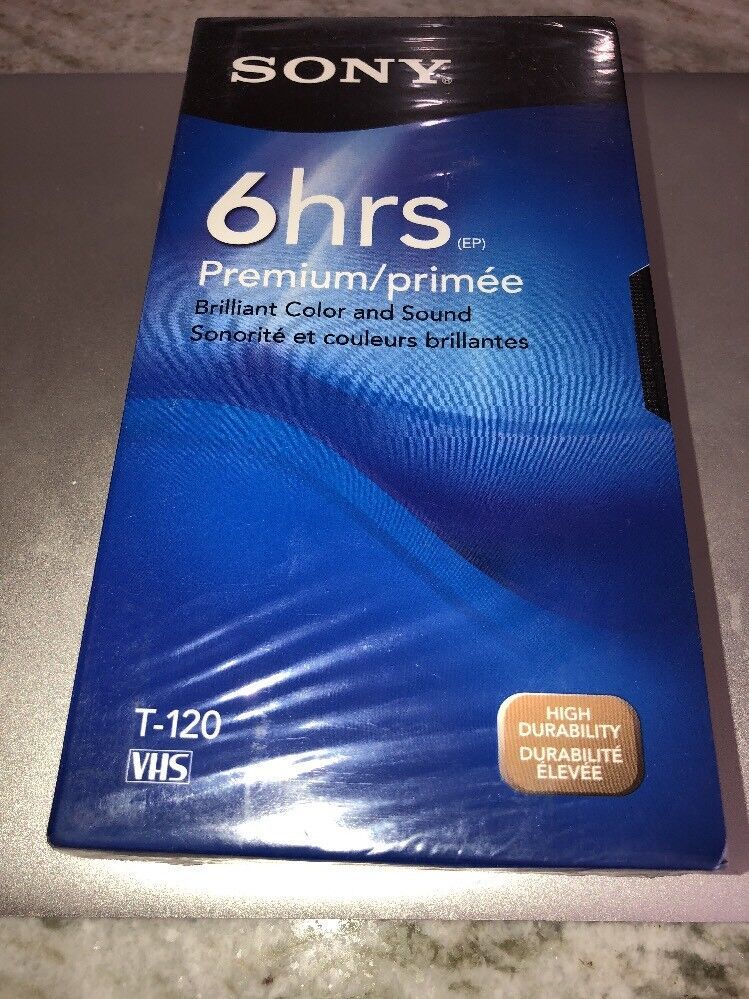 SONY®
6hrs (EP)
Premium/primée
Brilliant Color and Sound
Sonorité et couleurs brillantes
T-120
VHS
HIGH
DURABILITY
DURABILITÉ
ÉLEVÉE